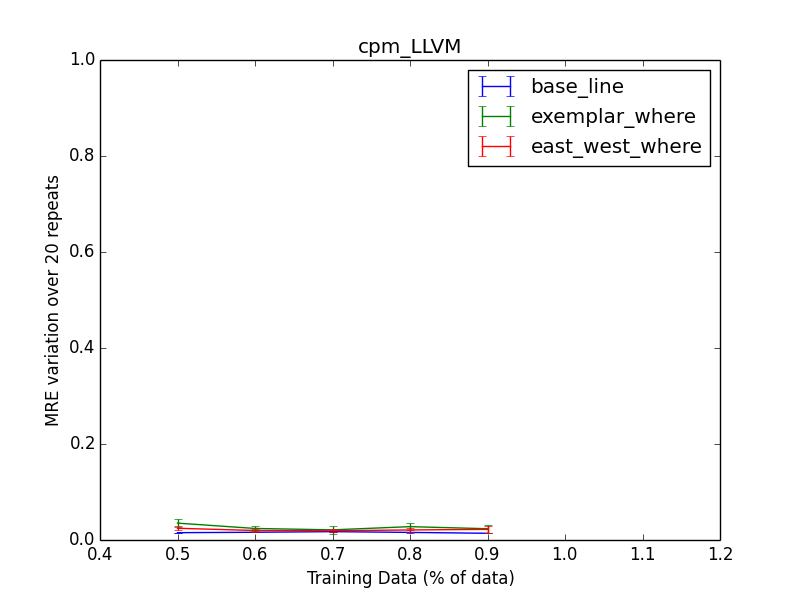 cpm_LLVM
base_line
exemplar_where
east_west_where
MRE variation over 20 repeats
1.0
0.8
0.6
0.4
0.2
0.0
0.4 0.5 0.6 0.7 0.8 0.9 1.0 1.1 1.2
Training Data (% of data)